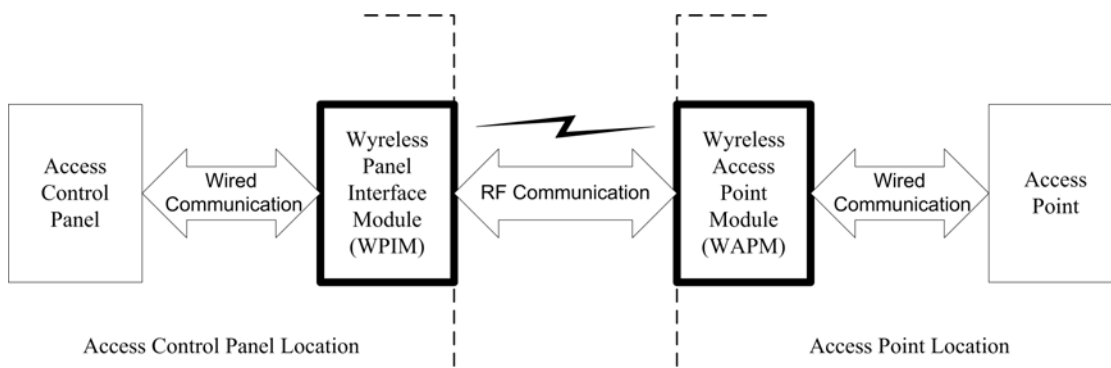 Access
Control
Panel
Wired
Communication
Wyreless
Panel
Interface
Module
(WPIM)
RF Communication
Wyreless
Access
Point
Module
(WAPM)
Wired
Communication
Access
Point
Access Control Panel Location
Access Point Location